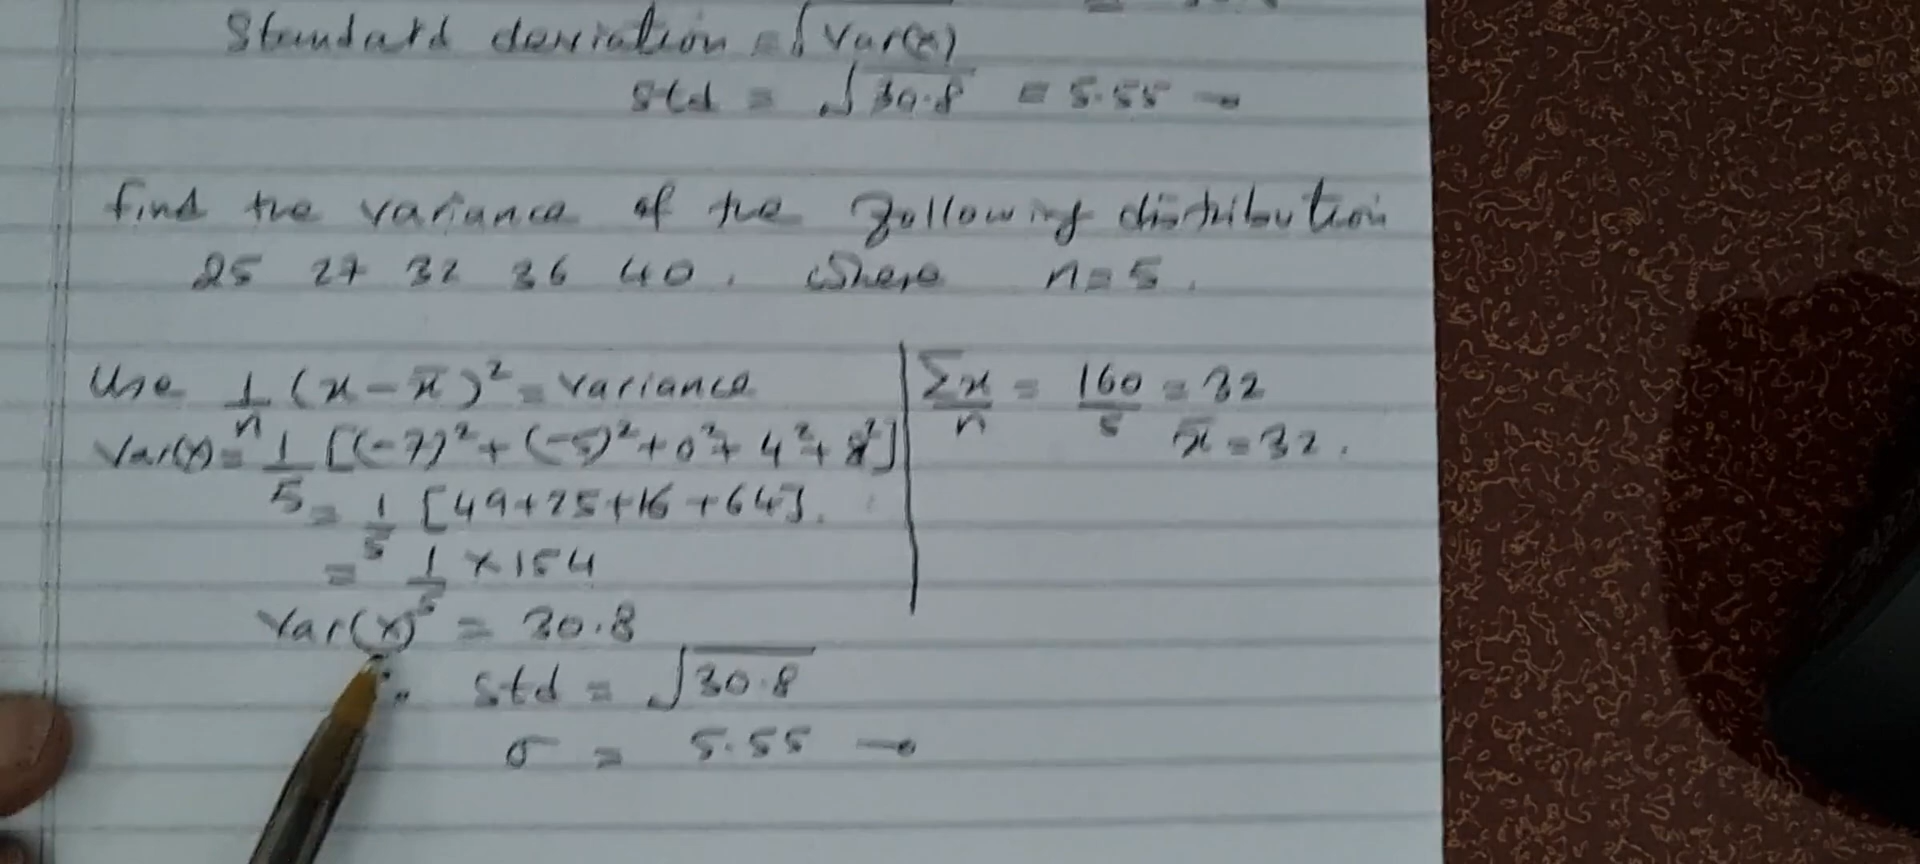 Standard deviation = √Var(x)
std = √30.8 = 5.55
find the variance of the following distribution
25 27 32 36 40 . where n = 5 .
Use 1/n (x - x̄)² = variance
Var(x) = 1/5 [(-7)² + (-5)² + 0² + 4² + 8²]
= 1/5 [49 + 25 + 16 + 64] .
= 1/5 × 154
Var(x) = 30.8
∴ std = √30.8
σ = 5.55
Σx/n = 160/5 = 32
x̄ = 32 .